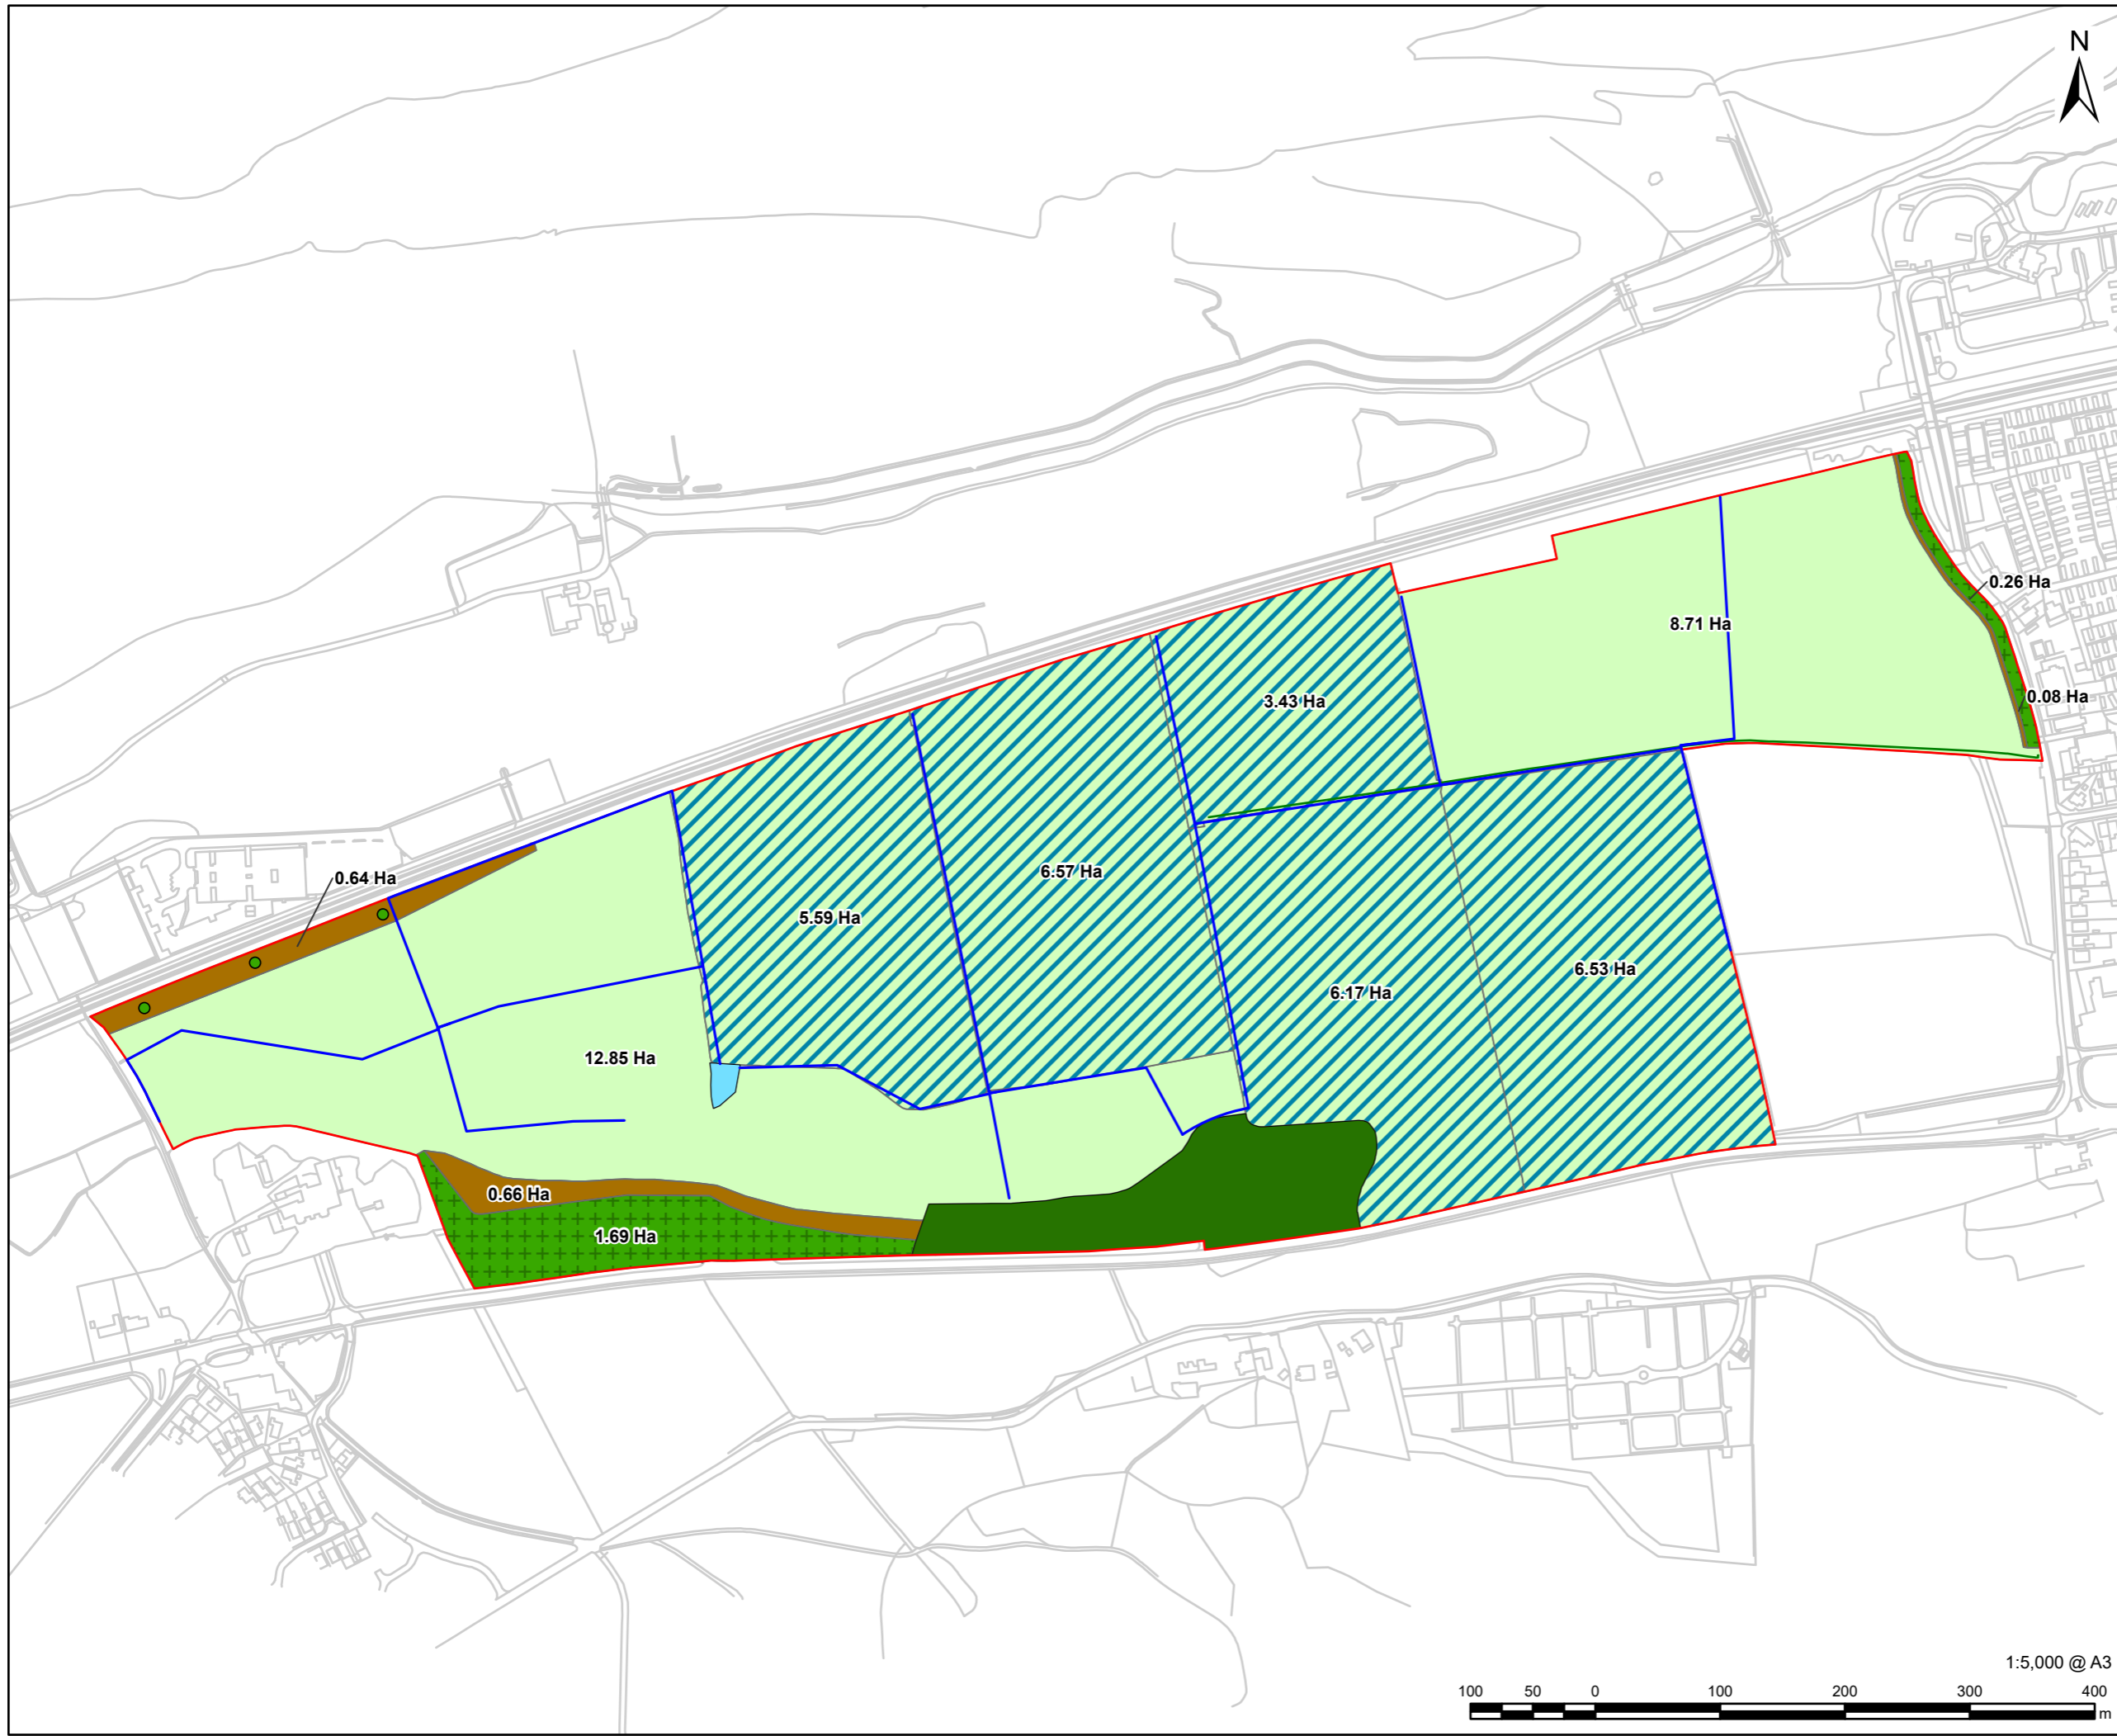 N
0.26 Ha
8.71 Ha
0.08 Ha
3.43 Ha
6.57 Ha
0.64 Ha
5.59 Ha
6.53 Ha
6.17 Ha
12.85 Ha
0.66 Ha
1.69 Ha
1:5,000 @ A3
100 50 0 100 200 300 400
m